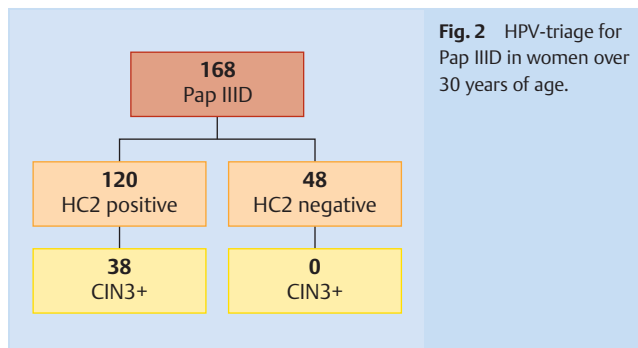 Fig. 2 HPV-triage for
Pap IIID in women over
30 years of age.
168
Pap IIID
120
HC2 positive
48
HC2 negative
38
CIN3+
0
CIN3+